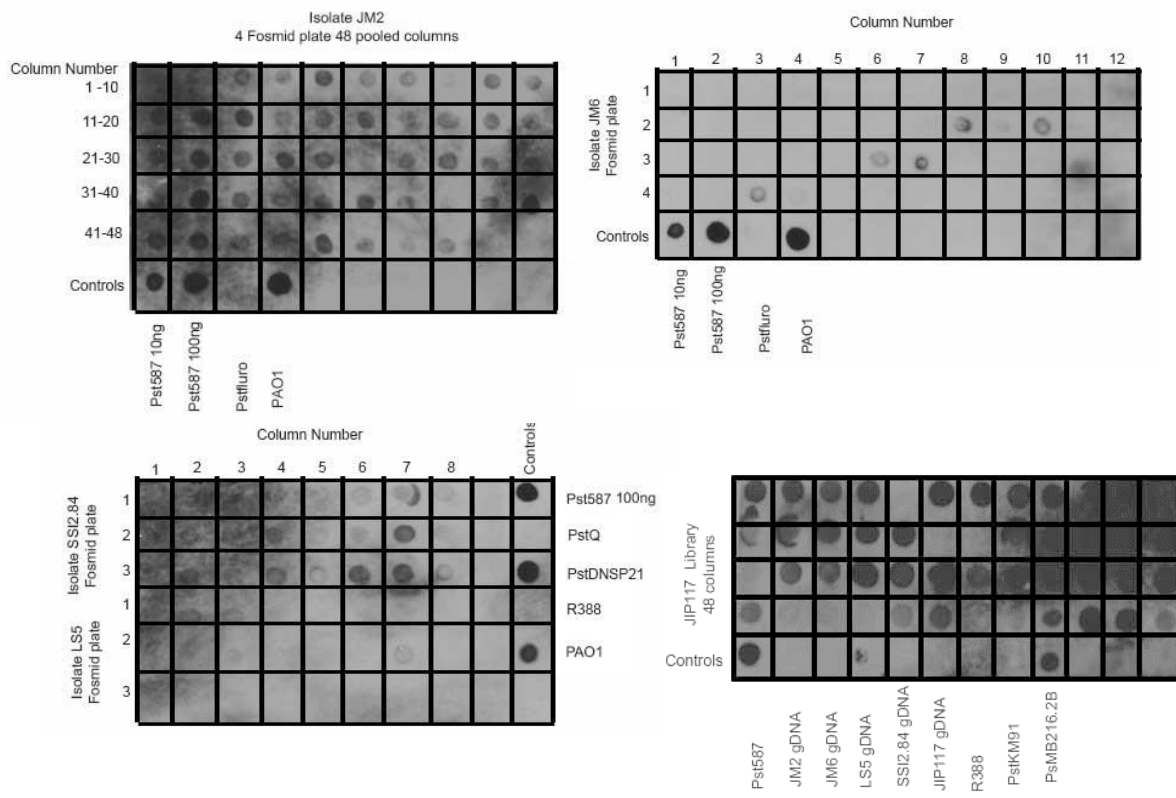 Isolate JM2
4 Fosmid plate 48 pooled columns
Column Number
1 -10
11-20
21-30
31-40
41-48
Controls
Pst587 10ng
Pst587 100ng
Pstfluro
PAO1
Column Number
1 2 3 4 5 6 7 8 9 10 11 12
Isolate JM6
Fosmid plate
1
2
3
4
Controls
Pst587 10ng
Pst587 100ng
Pstfluro
PAO1
Column Number
1 2 3 4 5 6 7 8 Controls
Isolate SSI2.84
Fosmid plate
1
2
3
Isolate LS5
Fosmid plate
1
2
3
Pst587 100ng
PstQ
PstDNSP21
R388
PAO1
JIP117 Library
48 columns
Controls
Pst587
JM2 gDNA
JM6 gDNA
LS5 gDNA
SSI2.84 gDNA
JIP117 gDNA
R388
PstKM91
PsMB216.2B